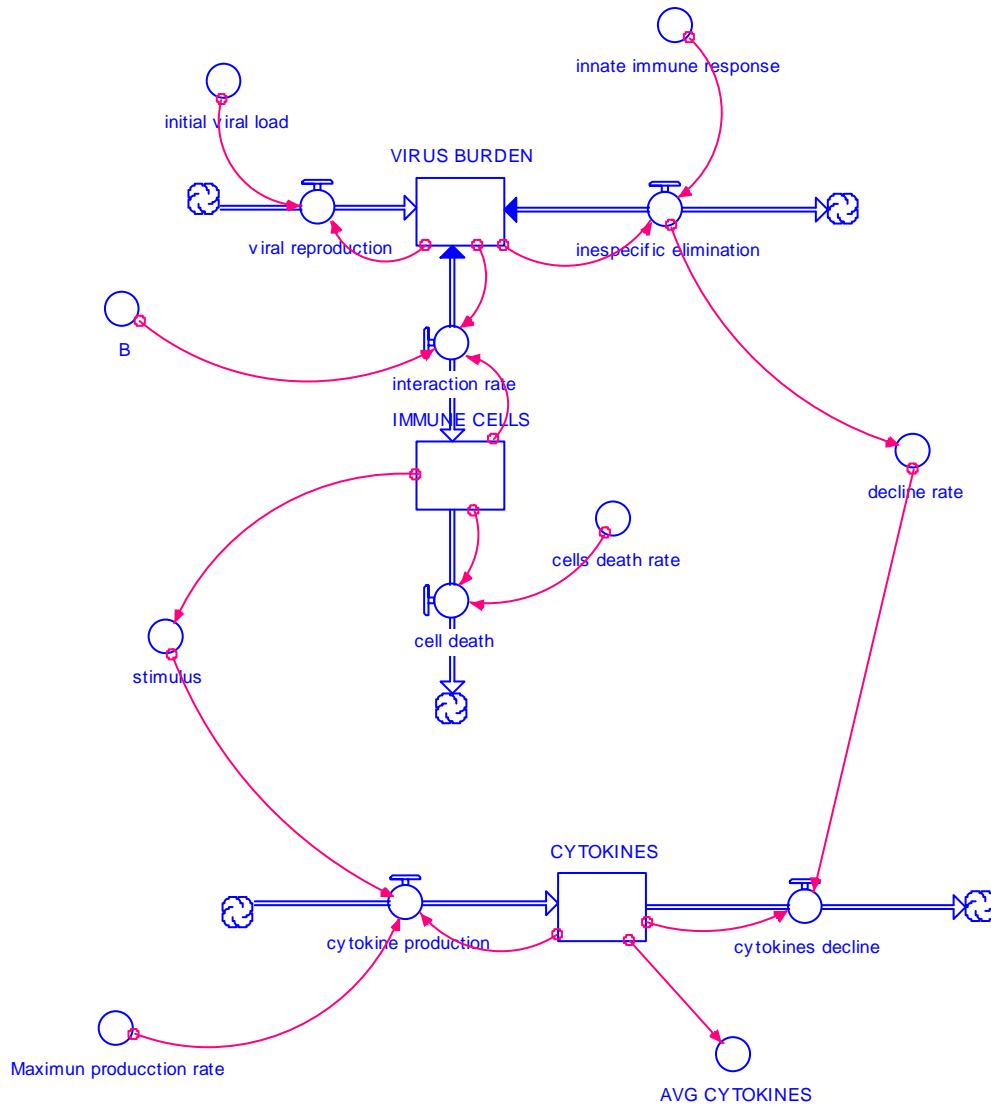 innate immune response
initial viral load
VIRUS BURDEN
viral reproduction
inespecific elimination
B
interaction rate
IMMUNE CELLS
decline rate
cells death rate
cell death
stimulus
CYTOKINES
cytokine production
cytokines decline
Maximun producction rate
AVG CYTOKINES